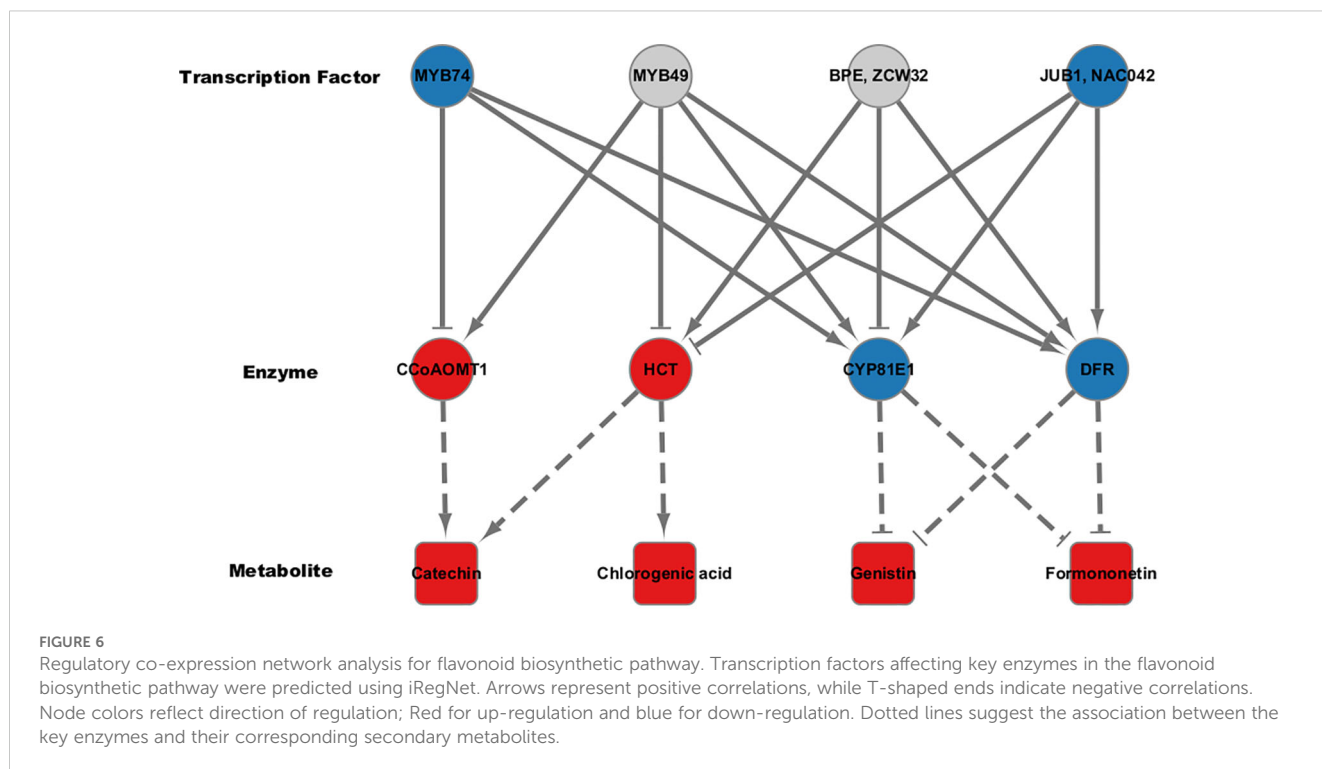 Transcription Factor
MYB74
MYB49
BPE, ZCW32
JUB1, NAC042
Enzyme
CCoAOMT1
HCT
CYP81E1
DFR
Metabolite
Catechin
Chlorogenic acid
Genistin
Formononetin
FIGURE 6
Regulatory co-expression network analysis for flavonoid biosynthetic pathway. Transcription factors affecting key enzymes in the flavonoid
biosynthetic pathway were predicted using iRegNet. Arrows represent positive correlations, while T-shaped ends indicate negative correlations.
Node colors reflect direction of regulation; Red for up-regulation and blue for down-regulation. Dotted lines suggest the association between the
key enzymes and their corresponding secondary metabolites.